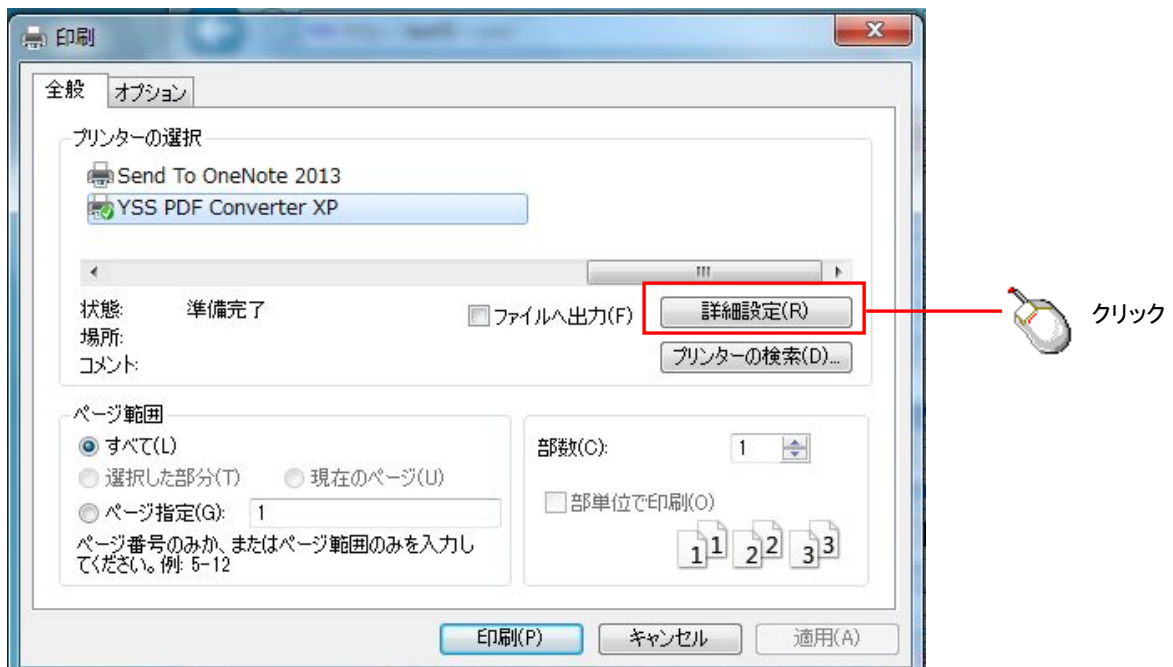 印刷
全般 オプション
プリンターの選択
Send To OneNote 2013
YSS PDF Converter XP
状態: 準備完了
ファイルへ出力(F)
詳細設定(R)
クリック
場所:
コメント:
プリンターの検索(D)...
ページ範囲
すべて(L)
選択した部分(T) 現在のページ(U)
ページ指定(G): 1
ページ番号のみか、またはページ範囲のみを入力し
てください。例: 5-12
部数(C): 1
部単位で印刷(O)
1 1 2 2 3 3
印刷(P) キャンセル 適用(A)